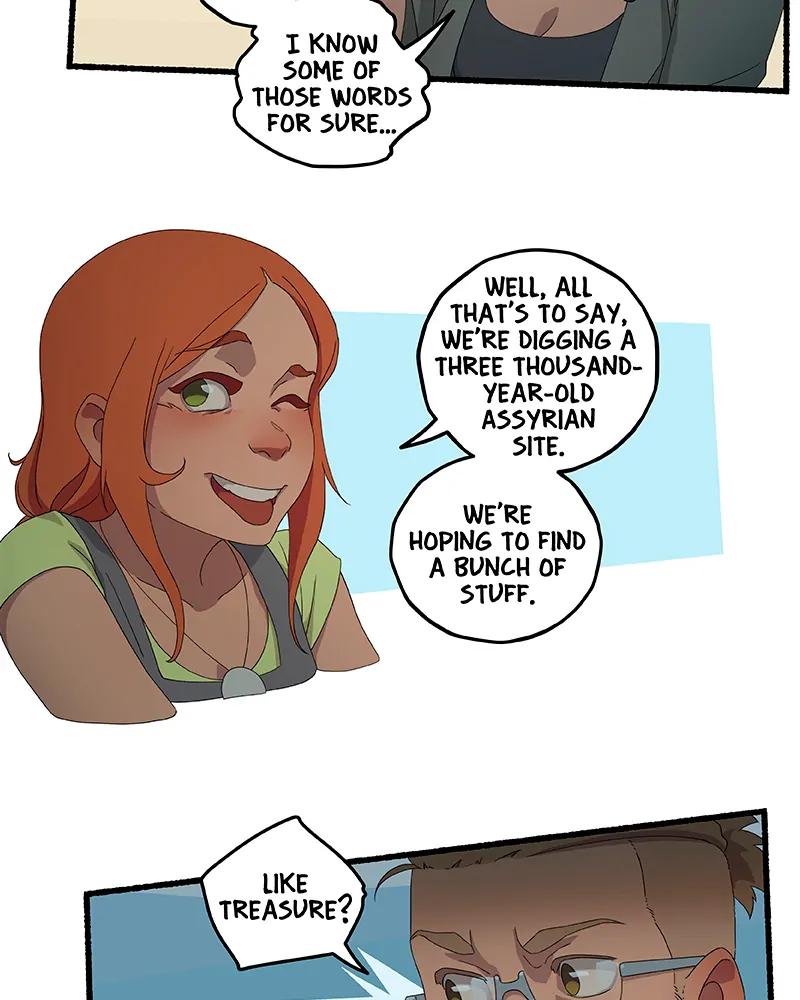 I KNOW
SOME OF
THOSE WORDS
FOR SURE...
WELL, ALL
THAT'S TO SAY,
WE'RE DIGGING A
THREE THOUSAND-
YEAR-OLD
ASSYRIAN
SITE.
WE'RE
HOPING TO FIND
A BUNCH OF
STUFF.
LIKE
TREASURE?